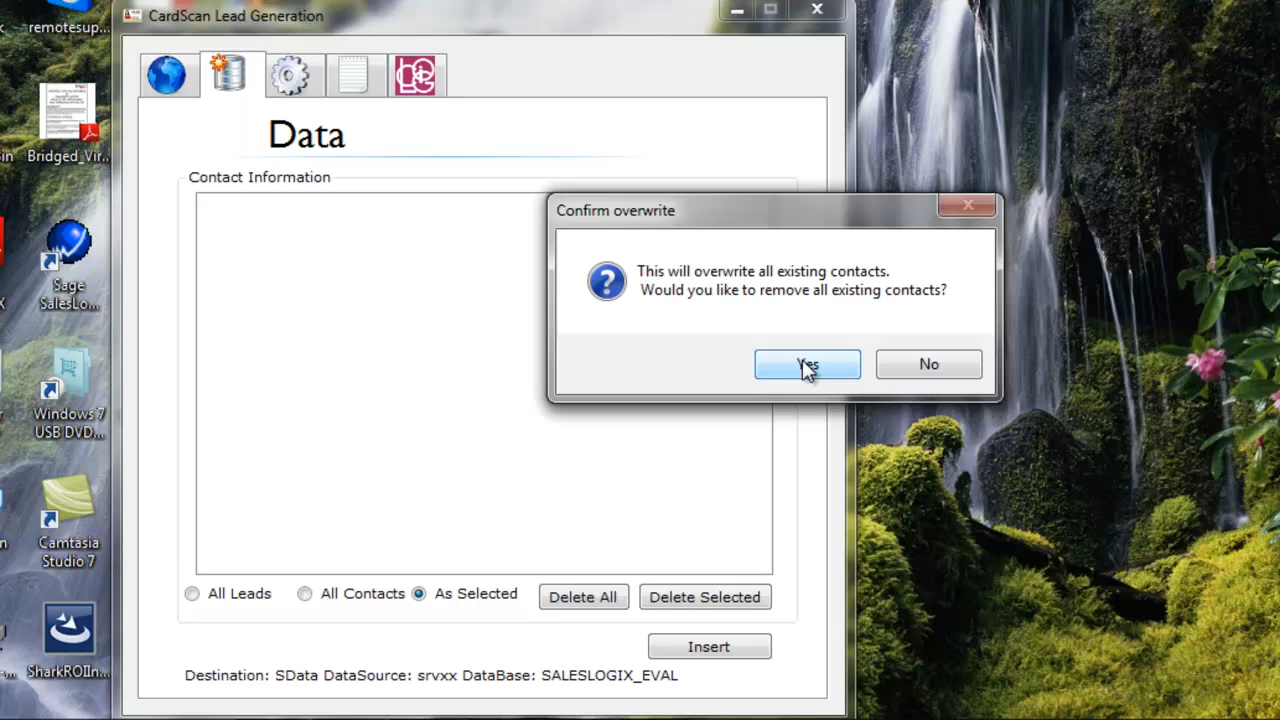 remotesup...
CardScan Lead Generation
Bridged_Vir...
Data
Contact Information
Confirm overwrite
This will overwrite all existing contacts.
Would you like to remove all existing contacts?
Yes
No
Sage
SalesLo...
Windows 7
USB DVD...
Camtasia
Studio 7
SharkROIIn...
All Leads
All Contacts
As Selected
Delete All
Delete Selected
Insert
Destination: SData DataSource: srvxx DataBase: SALESLOGIX_EVAL